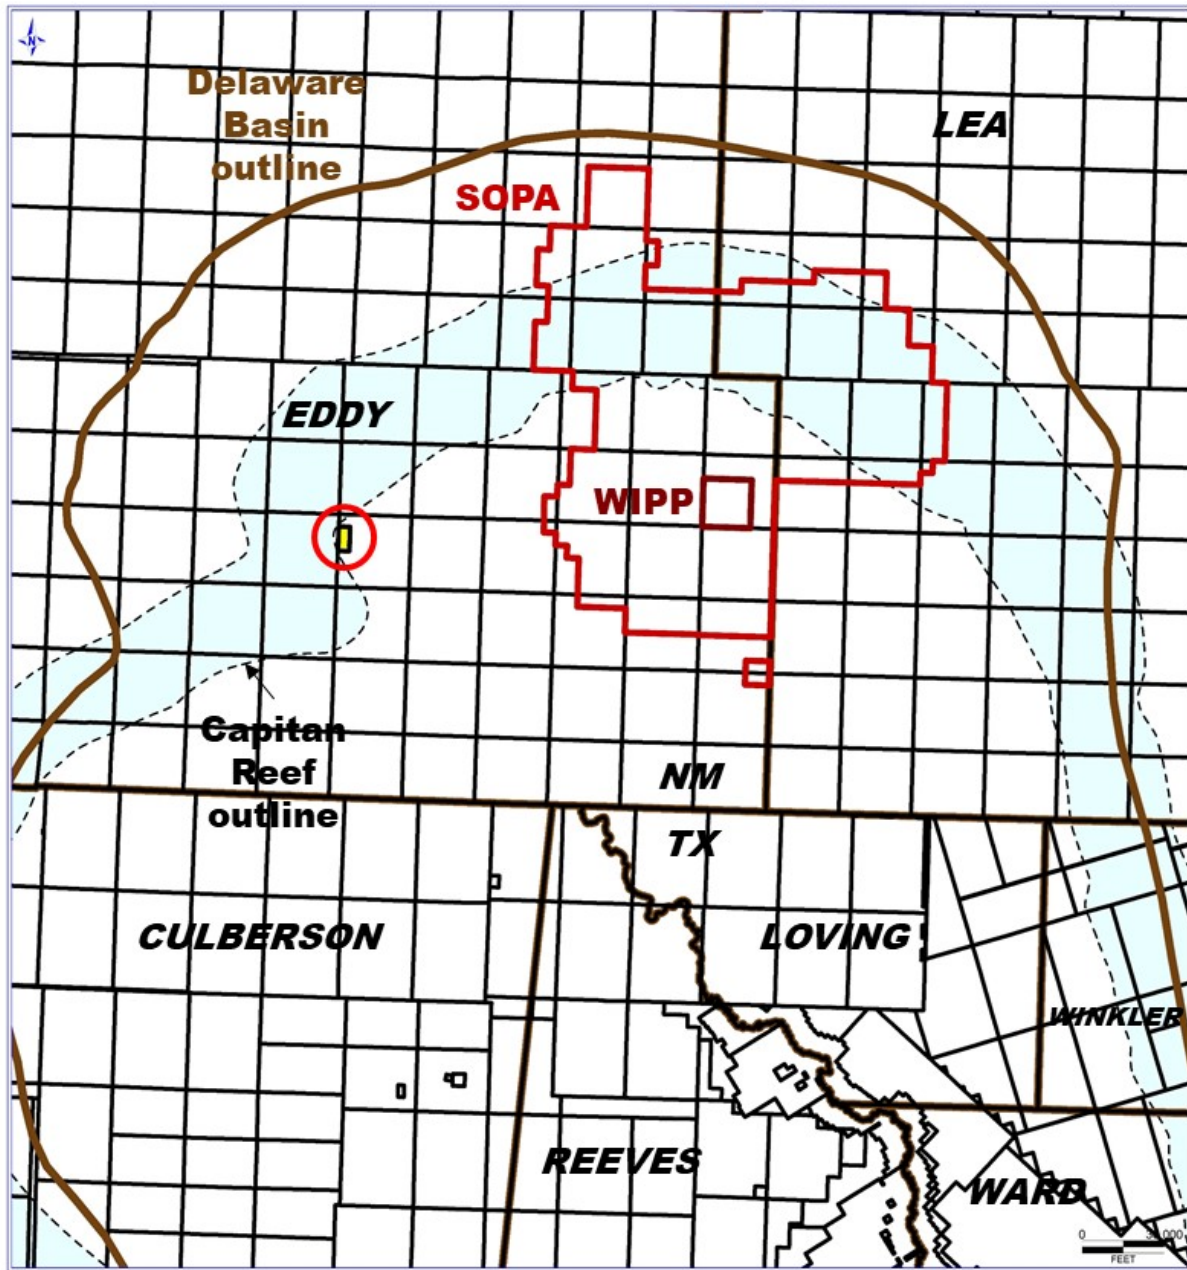 N
Delaware
Basin
outline
LEA
SOPA
EDDY
WIPP
Capitan
Reef
outline
NM
TX
CULBERSON
LOVING
WINKLER
REEVES
WARD
0
FEET